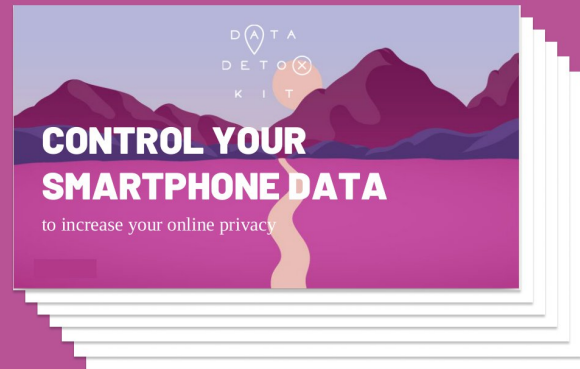 DATA
DETOX
KIT
CONTROL YOUR
SMARTPHONE DATA
to increase your online privacy